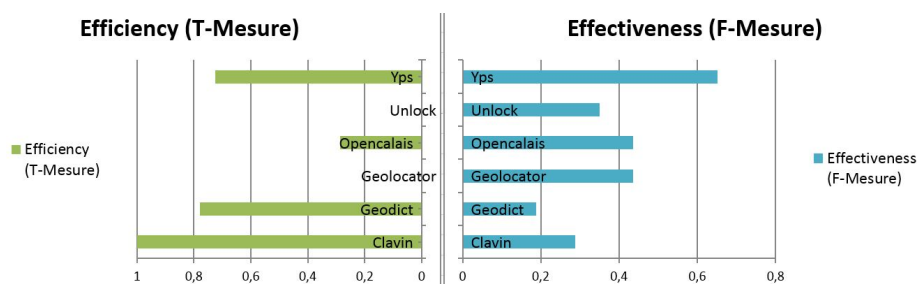 Efficiency (T-Mesure)
Yps
Unlock
Opencalais
Geolocator
Geodict
Clavin
1 0,8 0,6 0,4 0,2 0
Efficiency
(T-Mesure)
Effectiveness (F-Mesure)
Yps
Unlock
Opencalais
Geolocator
Geodict
Clavin
0 0,2 0,4 0,6 0,8
Effectiveness
(F-Mesure)